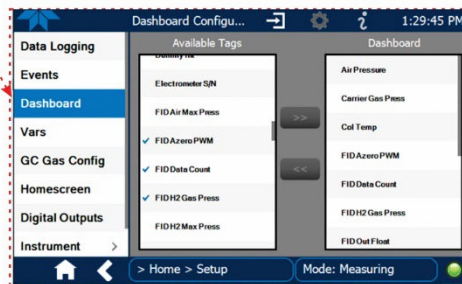 Dashboard Configu...
1:29:45 PM
Data Logging
Events
Dashboard
Vars
GC Gas Config
Homescreen
Digital Outputs
Instrument >
Available Tags
Electrometer S/N
FID Air Max Press
FID Azero PWM
FID Data Count
FID H2 Gas Press
FID H2 Max Press
>>
<<
Dashboard
Air Pressure
Carrier Gas Press
Col Temp
FID Azero PWM
FID Data Count
FID H2 Gas Press
FID Out Float
> Home > Setup
Mode: Measuring